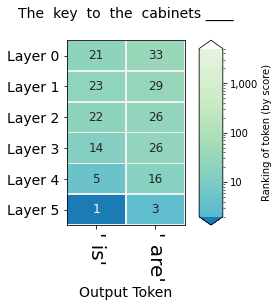 The key to the cabinets ____
Layer 0 21 33
Layer 1 23 29
Layer 2 22 26
Layer 3 14 26
Layer 4 5 16
Layer 5 1 3
' is' ' are'
Output Token
1,000
100
10
Ranking of token (by score)